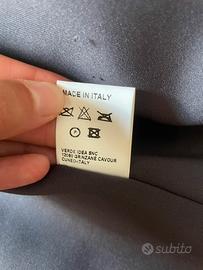 MADE IN ITALY
VERDE IDEA SNC
12060 GRINZANE CAVOUR
CUNEO-ITALY
subito